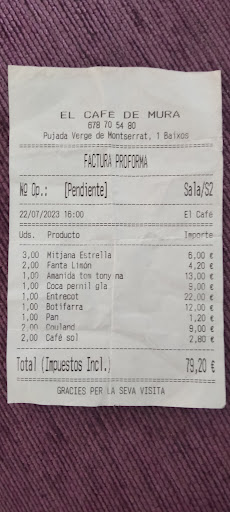 EL CAFE DE MURA
678 70 54 80
Pujada Verge de Montserrat, 1 Baixos
FACTURA PROFORMA
Nº Op.: [Pendiente] Sala/S2
22/07/2023 16:00 El Café
Uds. Producto Importe
3,00 Mitjana Estrella 6,00 €
2,00 Fanta Limón 4,20 €
1,00 Amanida tom tony na 13,00 €
1,00 Coca pernil gla 9,00 €
1,00 Entrecot 22,00 €
1,00 Botifarra 12,00 €
1,00 Pan 1,20 €
2,00 Couland 9,00 €
2,00 Café sol 2,80 €
Total (Impuestos Incl.) 79,20 €
GRACIES PER LA SEVA VISITA